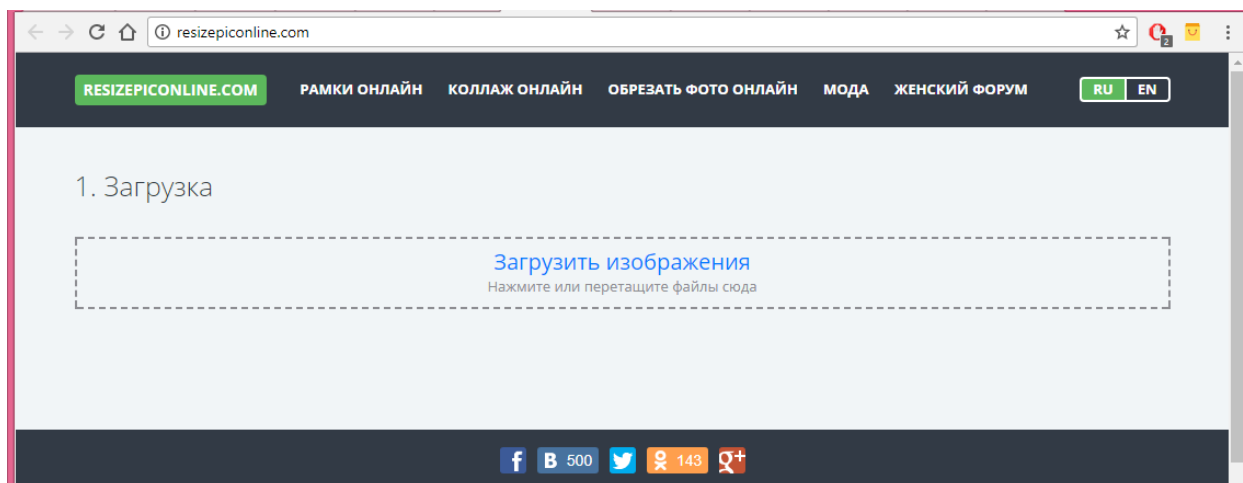 resizepiconline.com
2
RESIZEPICONLINE.COM РАМКИ ОНЛАЙН КОЛЛАЖ ОНЛАЙН ОБРЕЗАТЬ ФОТО ОНЛАЙН МОДА ЖЕНСКИЙ ФОРУМ RU EN
1. Загрузка
Загрузить изображения
Нажмите или перетащите файлы сюда
f B 500 143 g+